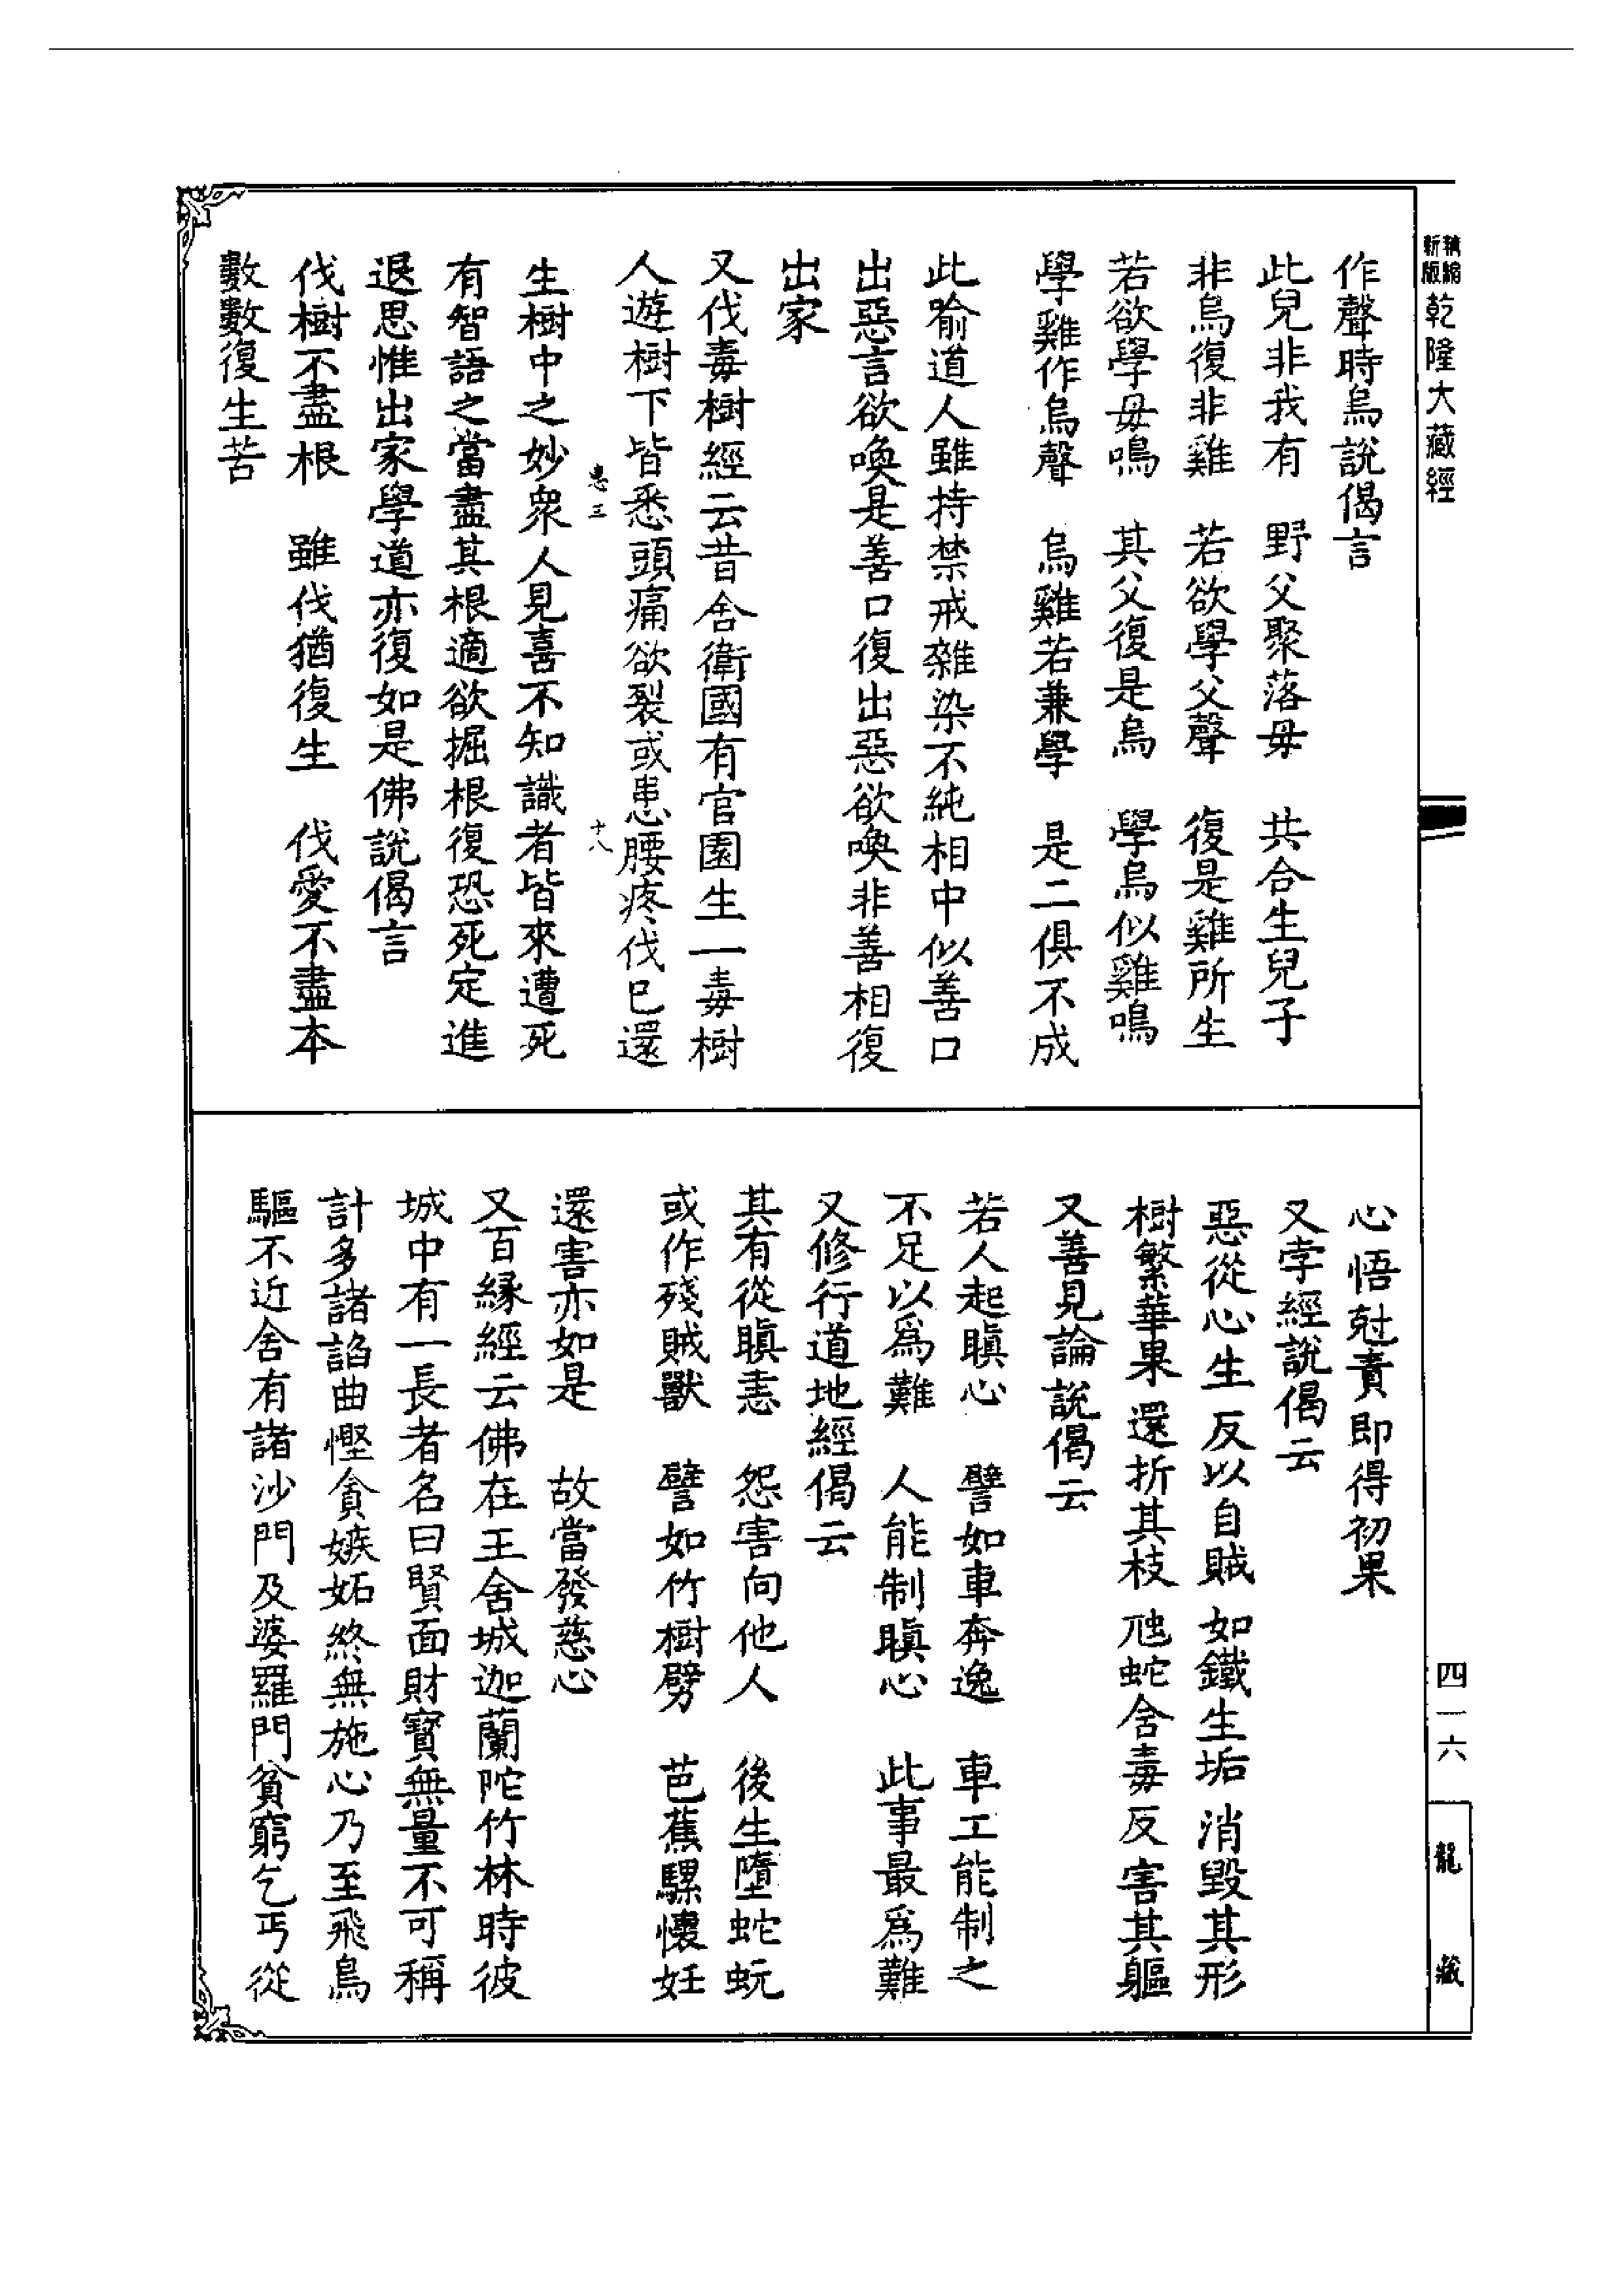 新版精縮乾隆大藏經
作聲時烏說偈言
此兒非我有　野父聚落母　共合生兒子
非烏復非雞　若欲學父聲　復是雞所生
若欲學母鳴　其父復是烏　學烏似雞鳴
學雞作烏聲　烏雞若兼學　是二俱不成
此喻道人雖持禁戒雜染不純相中似善口
出惡言欲喚是善口復出惡欲喚非善相復
出家
又伐毒樹經云昔舍衛國有官園生一毒樹
人遊樹下皆悉頭痛欲裂或患腰疼伐已還
惠三　十八
生樹中之妙衆人見喜不知識者皆來遭死
有智語之當盡其根適欲掘根復恐死定進
退思惟出家學道亦復如是佛說偈言
伐樹不盡根　雖伐猶復生　伐愛不盡本
數數復生苦
心悟尅責即得初果
又孛經說偈云
惡從心生　反以自賊　如鐵生垢　消毀其形
樹繁華果　還折其枝　虺蛇含毒　反害其軀
又善見論說偈云
若人起瞋心　譬如車奔逸　車工能制之
不足以爲難　人能制瞋心　此事最爲難
又修行道地經偈云
其有從瞋恚　怨害向他人　後生墮蛇蚖
或作殘賊獸　譬如竹樹劈　芭蕉騾懷妊
還害亦如是　故當發慈心
又百緣經云佛在王舍城迦蘭陀竹林時彼
城中有一長者名曰賢面財寶無量不可稱
計多諸諂曲慳貪嫉妬終無施心乃至飛鳥
驅不近舍有諸沙門及婆羅門貧窮乞丐從
四一六
龍藏